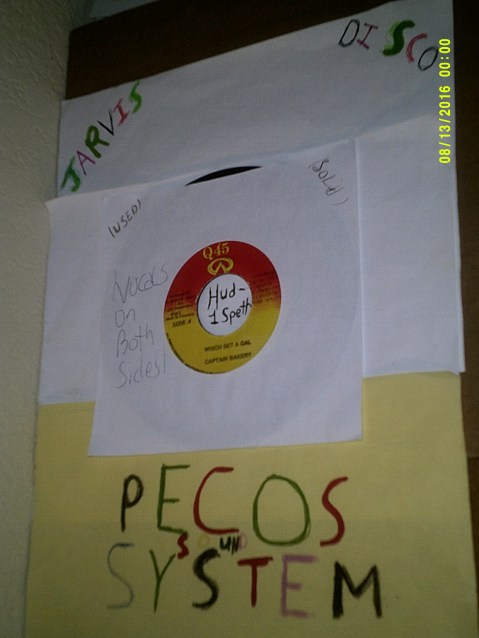 DISCO
JARVIS
08/13/2016 00:00
(USED)
(SOLD)
(Vocals
on
Both
Sides)
Q45
Hud-
1 Speth
SIDE A
WHICH SET A GAL
CAPTAIN BAKERY
PECOS
SOUND
SYSTEM